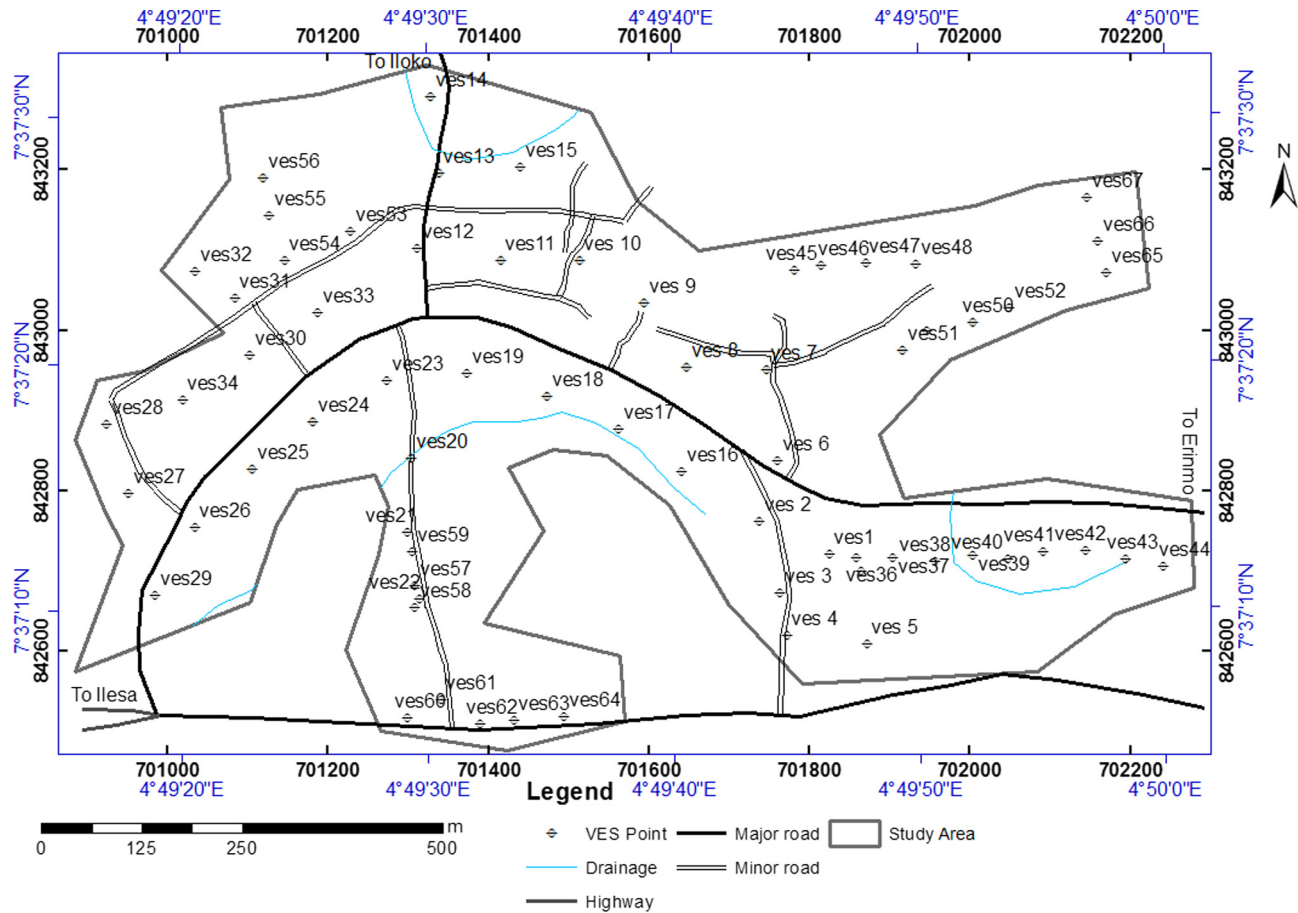 4°49'20"E 4°49'30"E 4°49'40"E 4°49'50"E 4°50'0"E
701000 701200 701400 701600 701800 702000 702200
To Iloko
ves14
7°37'30"N 7°37'30"N
N
843200 843200
ves13 ves15
ves56
ves67
ves55
ves53
ves12 ves11 ves 10
ves66
ves32 ves54
ves45 ves46 ves47 ves48
ves65
ves31
ves33
ves 9
ves50 ves52
843000 843000
ves30
ves51
7°37'20"N 7°37'20"N
ves23 ves19
ves 8 ves 7
ves34
ves18
ves28
ves24
ves17
To Erinmo
ves20
ves25
ves16 ves 6
ves27
842800 842800
ves26
ves21
ves 2
ves59
ves1 ves38 ves40 ves41 ves42 ves43 ves44
ves57
ves36 ves37 ves39
ves29
ves22 ves58
ves 3
7°37'10"N 7°37'10"N
ves 4 ves 5
842600 842600
To Ilesa
ves60 ves61
ves62 ves63 ves64
701000 701200 701400 701600 701800 702000 702200
4°49'20"E 4°49'30"E 4°49'40"E 4°49'50"E 4°50'0"E
Legend
m
0 125 250 500
VES Point Major road Study Area
Drainage Minor road
Highway